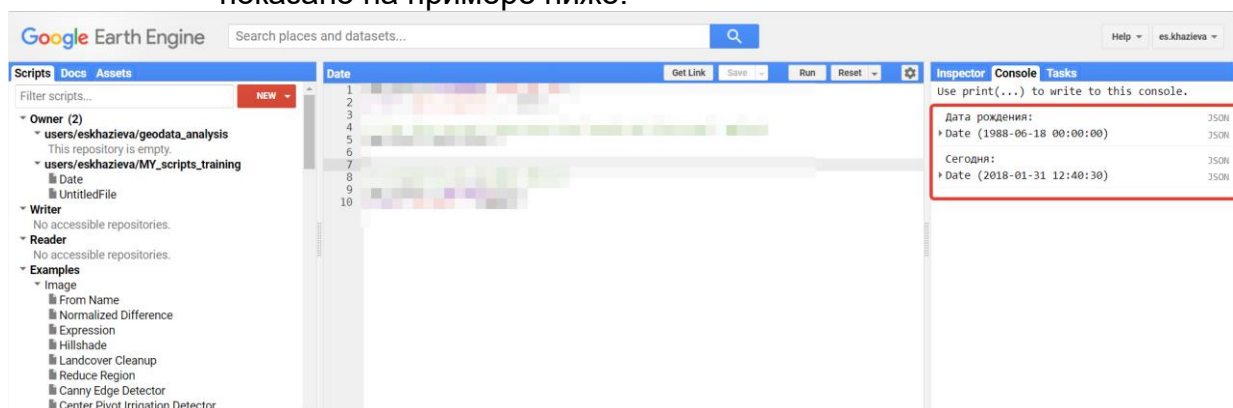 показано на примере ниже.
Google Earth Engine
Search places and datasets...
Help
es.khazieva
Scripts Docs Assets
Filter scripts...
NEW
Owner (2)
users/eskhazieva/geodata_analysis
This repository is empty.
users/eskhazieva/MY_scripts_training
Date
UntitledFile
Writer
No accessible repositories.
Reader
No accessible repositories.
Examples
Image
From Name
Normalized Difference
Expression
Hillshade
Landcover Cleanup
Reduce Region
Canny Edge Detector
Center Pivot Irrigation Detector
Date
Get Link Save Run Reset
1
2
3
4
5
6
7
8
9
10
Inspector Console Tasks
Use print(...) to write to this console.
Дата рождения: JSON
Date (1988-06-18 00:00:00) JSON
Сегодня: JSON
Date (2018-01-31 12:40:30) JSON